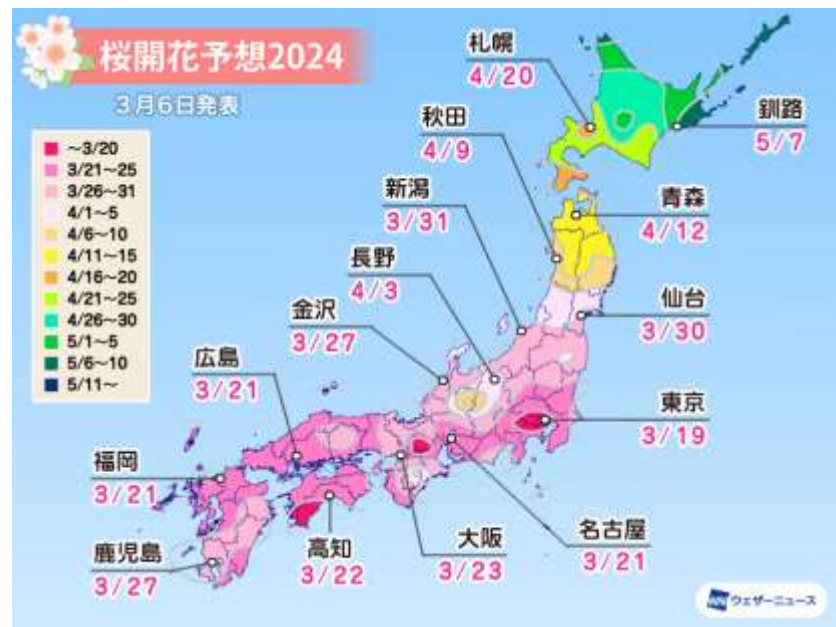 桜開花予想2024
3月6日発表
～3/20
3/21～25
3/26～31
4/1～5
4/6～10
4/11～15
4/16～20
4/21～25
4/26～30
5/1～5
5/6～10
5/11～
札幌
4/20
釧路
5/7
秋田
4/9
青森
4/12
新潟
3/31
仙台
3/30
長野
4/3
金沢
3/27
広島
3/21
東京
3/19
福岡
3/21
名古屋
3/21
大阪
3/23
高知
3/22
鹿児島
3/27
ウェザーニュース